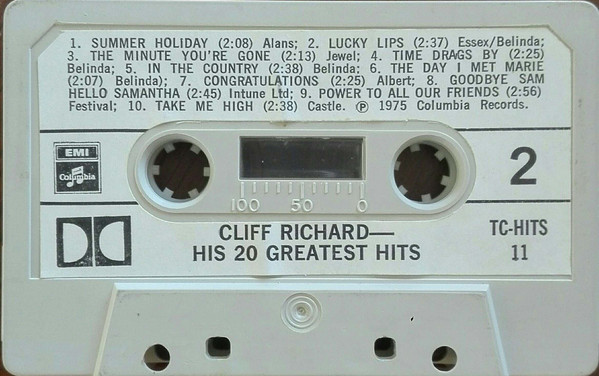 1. SUMMER HOLIDAY (2:08) Alans; 2. LUCKY LIPS (2:37) Essex/Belinda;
3. THE MINUTE YOU'RE GONE (2:13) Jewel; 4. TIME DRAGS BY (2:25)
Belinda; 5. IN THE COUNTRY (2:38) Belinda; 6. THE DAY I MET MARIE
(2:07) Belinda; 7. CONGRATULATIONS (2:25) Albert; 8. GOODBYE SAM
HELLO SAMANTHA (2:45) Intune Ltd; 9. POWER TO ALL OUR FRIENDS (2:56)
Festival; 10. TAKE ME HIGH (2:38) Castle. ℗ 1975 Columbia Records.
EMI
Columbia
2
100 50 0
CLIFF RICHARD—
HIS 20 GREATEST HITS
TC-HITS
11